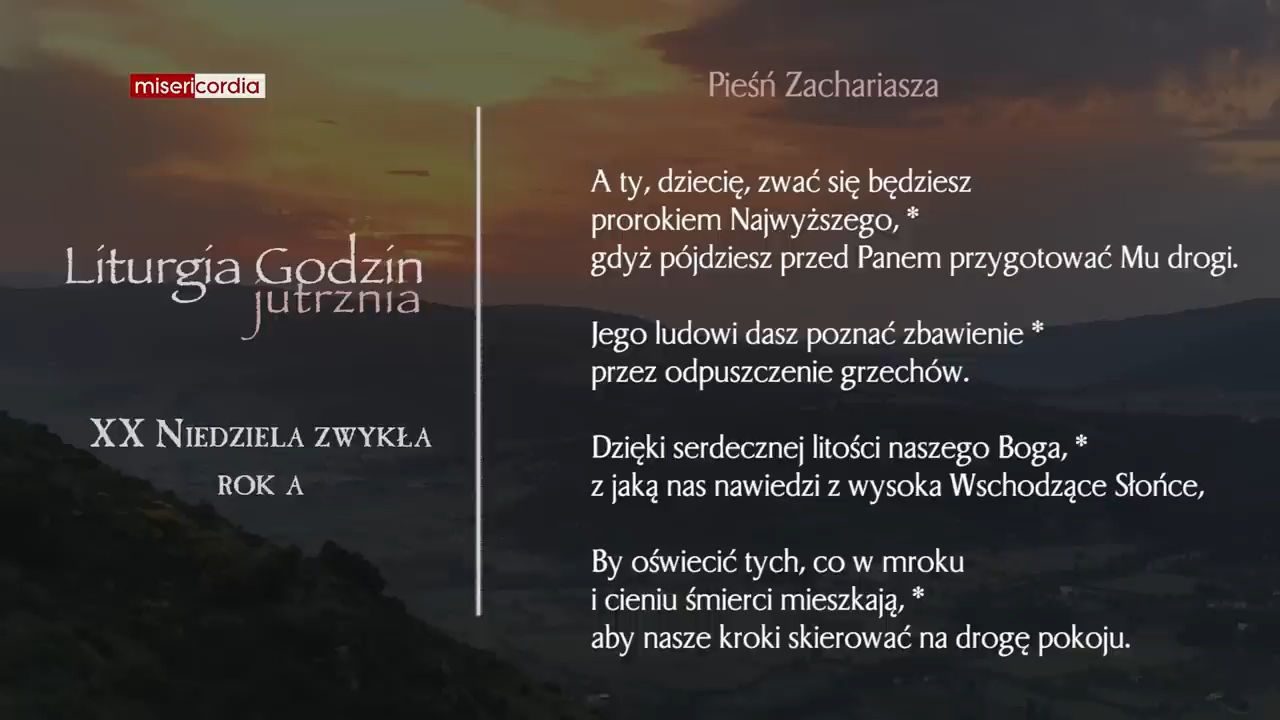 misericordia
Liturgia Godzin
jutrznia
XX Niedziela zwykła
rok A
Pieśń Zachariasza
A ty, dziecię, zwać się będziesz
prorokiem Najwyższego, *
gdyż pójdziesz przed Panem przygotować Mu drogi.
Jego ludowi dasz poznać zbawienie *
przez odpuszczenie grzechów.
Dzięki serdecznej litości naszego Boga, *
z jaką nas nawiedzi z wysoka Wschodzące Słońce,
By oświecić tych, co w mroku
i cieniu śmierci mieszkają, *
aby nasze kroki skierować na drogę pokoju.